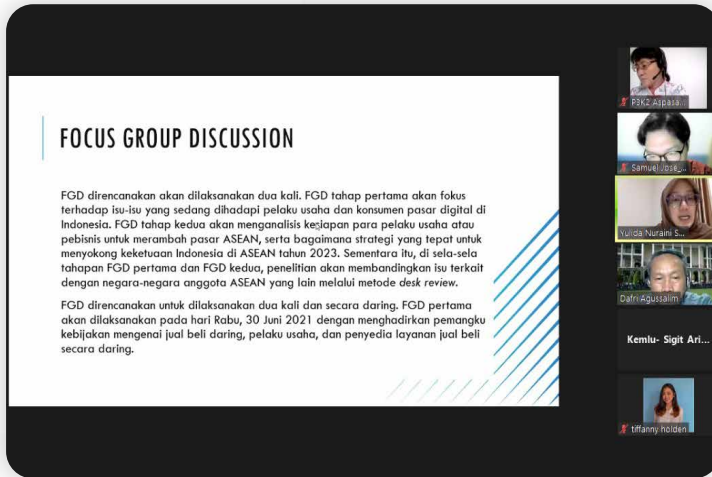 FOCUS GROUP DISCUSSION
FGD direncanakan akan dilaksanakan dua kali. FGD tahap pertama akan fokus
terhadap isu-isu yang sedang dihadapi pelaku usaha dan konsumen pasar digital di
Indonesia. FGD tahap kedua akan menganalisis kesiapan para pelaku usaha atau
pebisnis untuk merambah pasar ASEAN, serta bagaimana strategi yang tepat untuk
menyokong keketuaan Indonesia di ASEAN tahun 2023. Sementara itu, di sela-sela
tahapan FGD pertama dan FGD kedua, penelitian akan membandingkan isu terkait
dengan negara-negara anggota ASEAN yang lain melalui metode desk review.
FGD direncanakan untuk dilaksanakan dua kali dan secara daring. FGD pertama
akan dilaksanakan pada hari Rabu, 30 Juni 2021 dengan menghadirkan pemangku
kebijakan mengenai jual beli daring, pelaku usaha, dan penyedia layanan jual beli
secara daring.
P3K2 Aspasa...
Samuel Jose_...
Yulida Nuraini S...
Dafri Agussalim
Kemlu- Sigit Ari...
tiffanny holden